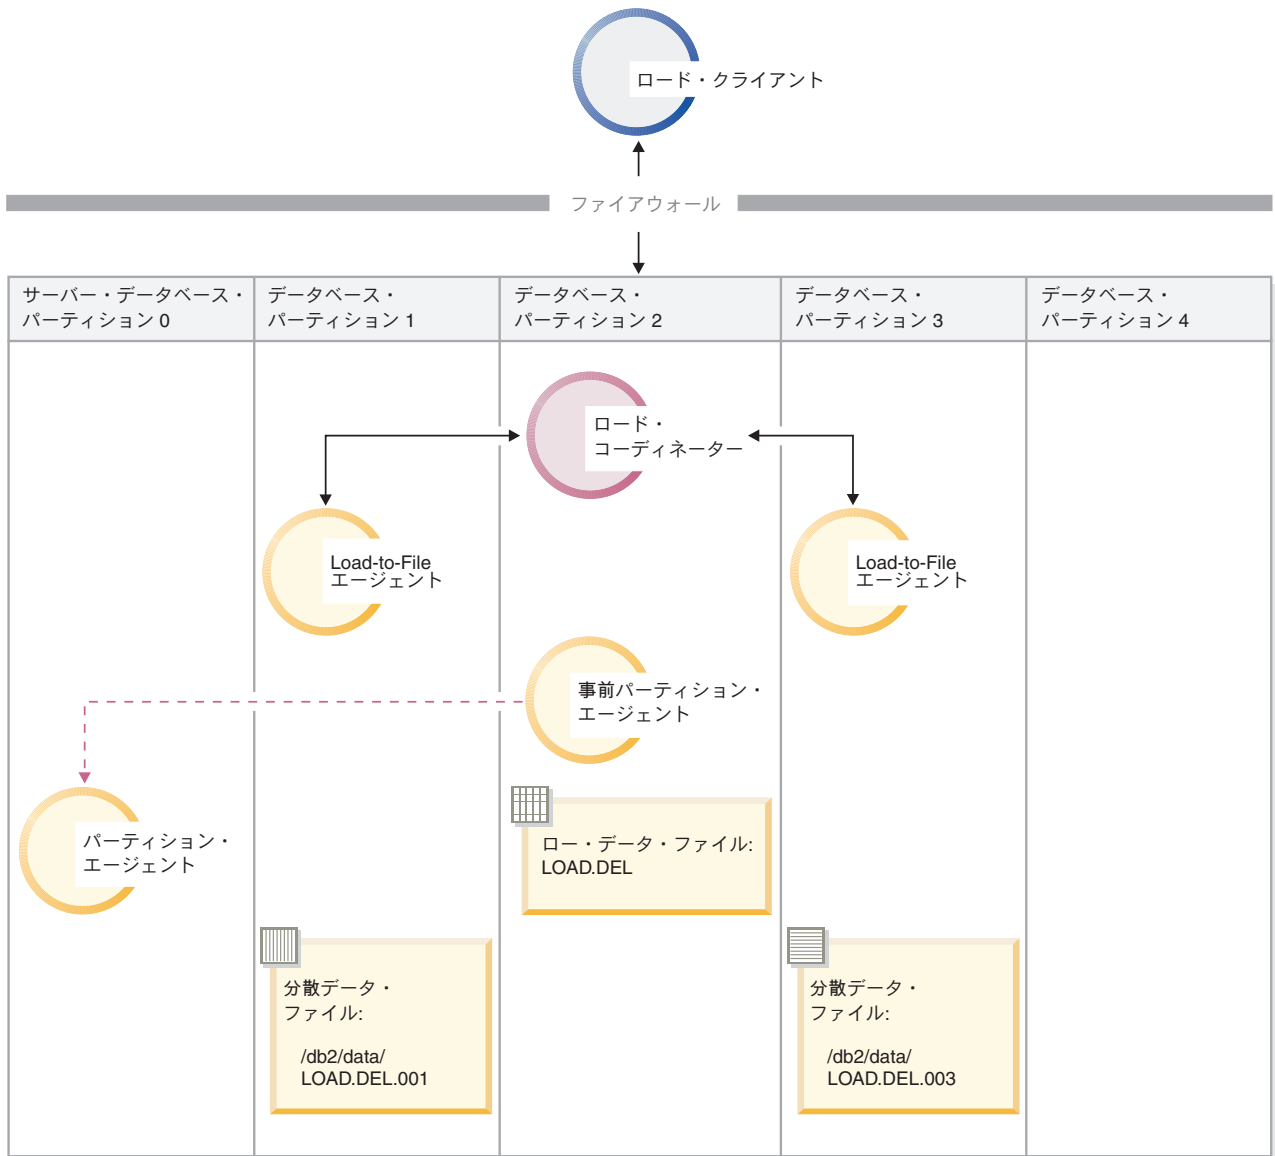 ロード・クライアント
ファイアウォール
サーバー・データベース・
パーティション 0
データベース・
パーティション 1
データベース・
パーティション 2
データベース・
パーティション 3
データベース・
パーティション 4
ロード・
コーディネーター
Load-to-File
エージェント
Load-to-File
エージェント
事前パーティション・
エージェント
パーティション・
エージェント
ロー・データ・ファイル:
LOAD.DEL
分散データ・
ファイル:
/db2/data/
LOAD.DEL.001
分散データ・
ファイル:
/db2/data/
LOAD.DEL.003